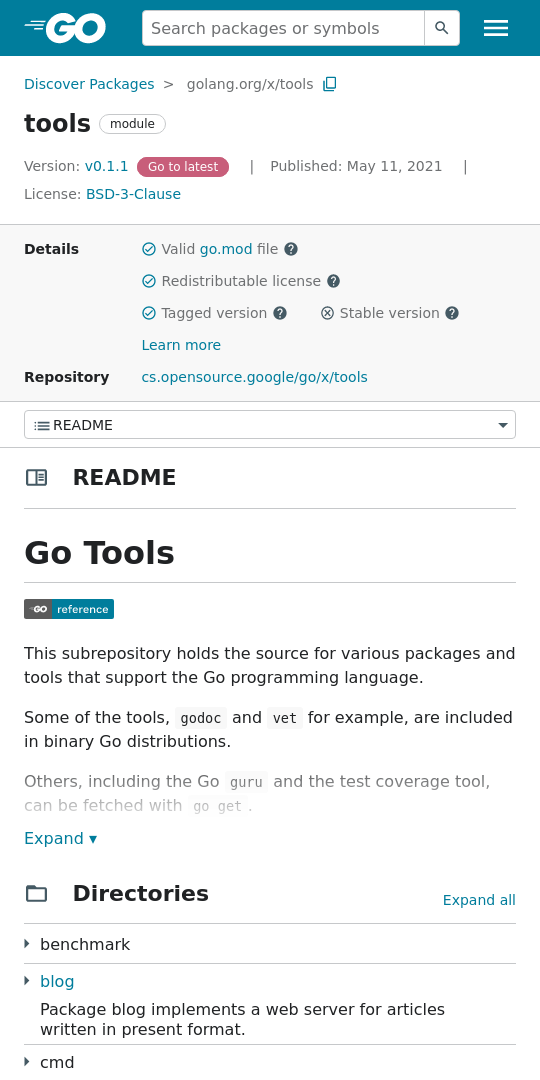 GO
Search packages or symbols
Discover Packages > golang.org/x/tools
tools module
Version: v0.1.1 Go to latest | Published: May 11, 2021 |
License: BSD-3-Clause
Details
Valid go.mod file
Redistributable license
Tagged version
Stable version
Learn more
Repository
cs.opensource.google/go/x/tools
README
README
Go Tools
GO reference
This subrepository holds the source for various packages and
tools that support the Go programming language.
Some of the tools, godoc and vet for example, are included
in binary Go distributions.
Others, including the Go guru and the test coverage tool,
can be fetched with go get .
Expand ▾
Directories
Expand all
benchmark
blog
Package blog implements a web server for articles
written in present format.
cmd